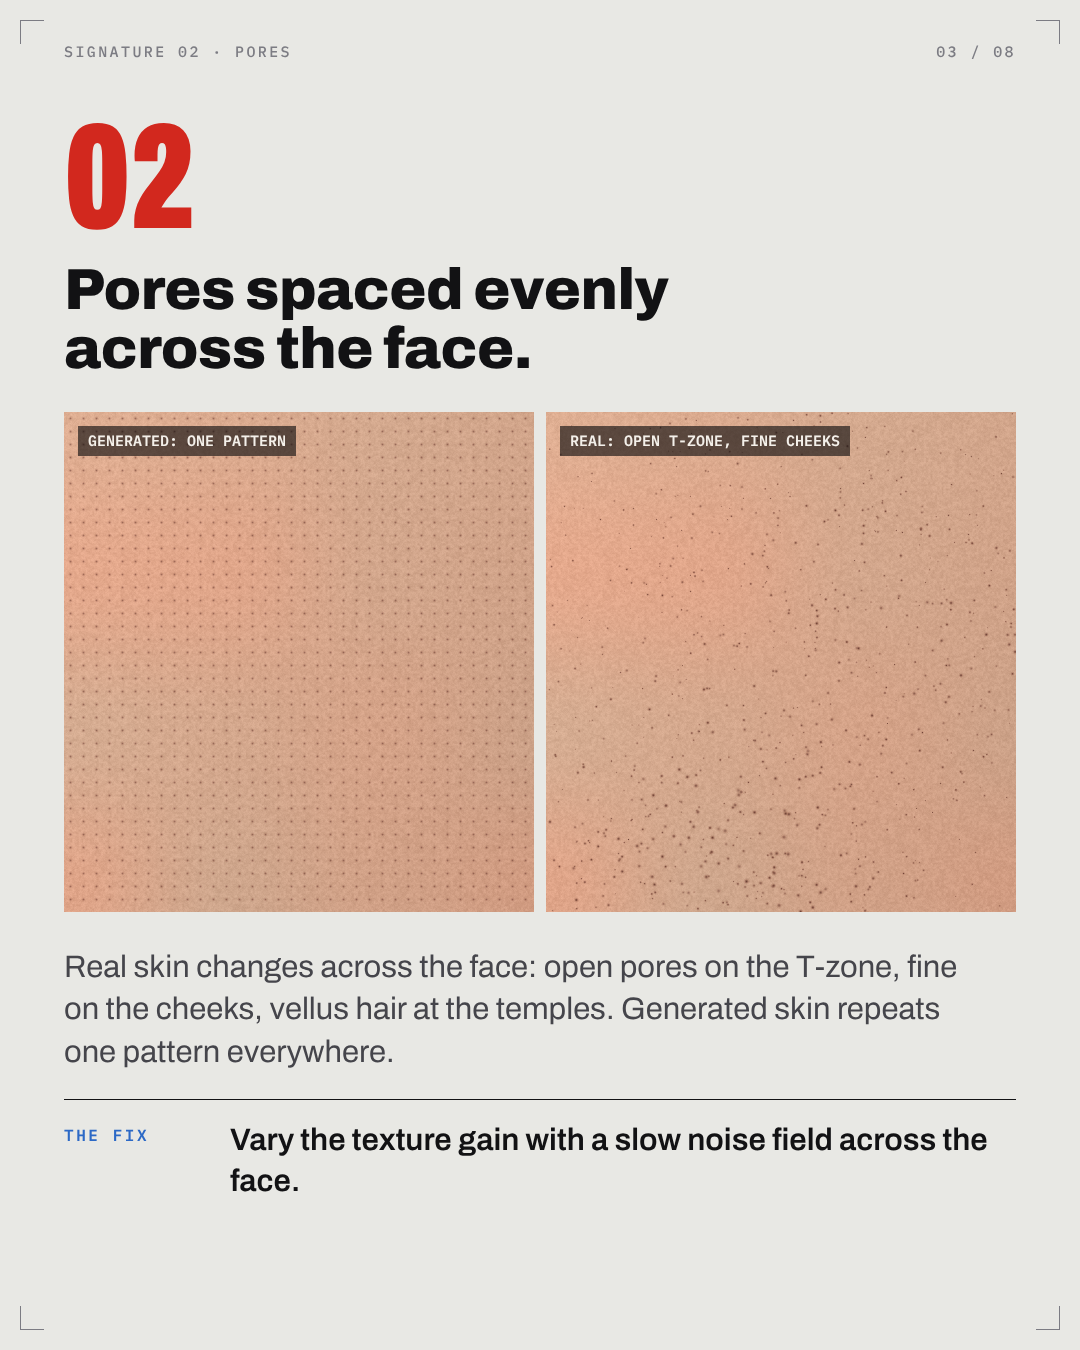 SIGNATURE 02 · PORES
03 / 08
02
Pores spaced evenly
across the face.
GENERATED: ONE PATTERN
REAL: OPEN T-ZONE, FINE CHEEKS
Real skin changes across the face: open pores on the T-zone, fine
on the cheeks, vellus hair at the temples. Generated skin repeats
one pattern everywhere.
THE FIX
Vary the texture gain with a slow noise field across the
face.